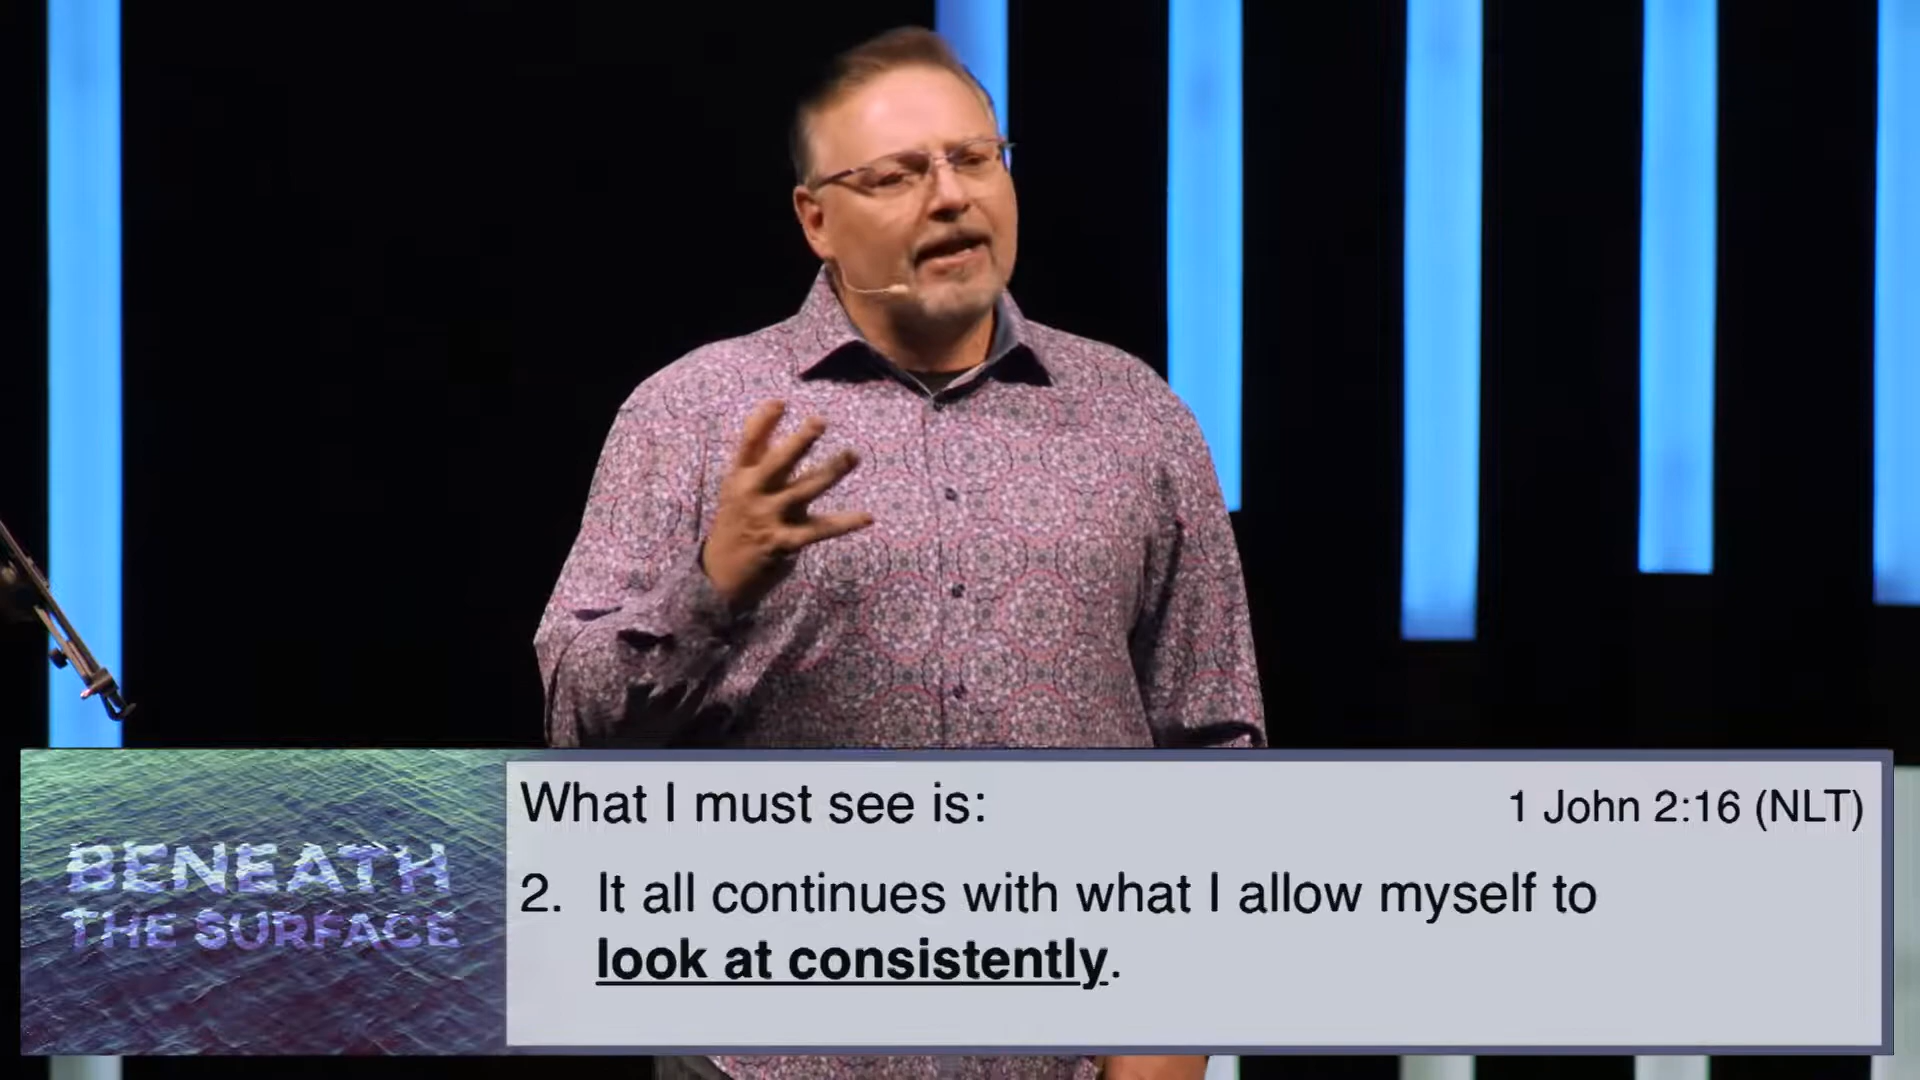 BENEATH
THE SURFACE
What I must see is:
1 John 2:16 (NLT)
2. It all continues with what I allow myself to
look at consistently.